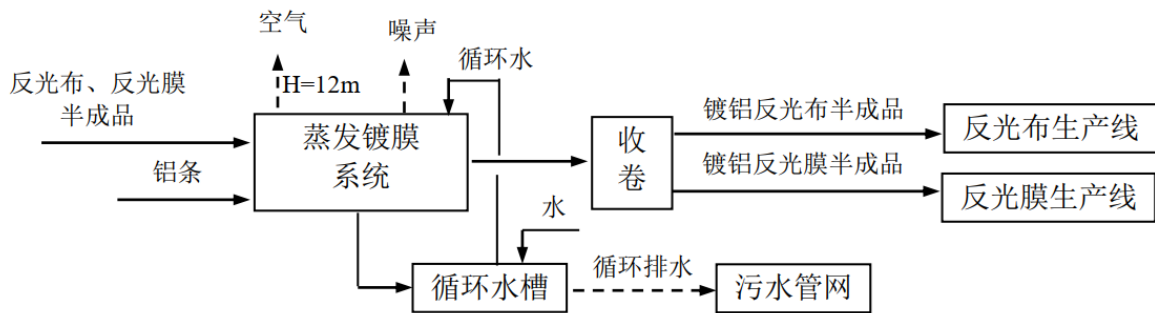 空气
噪声
循环水
反光布、反光膜
半成品
H=12m
蒸发镀膜
系统
铝条
收
卷
镀铝反光布半成品
反光布生产线
镀铝反光膜半成品
反光膜生产线
水
循环水槽
循环排水
污水管网